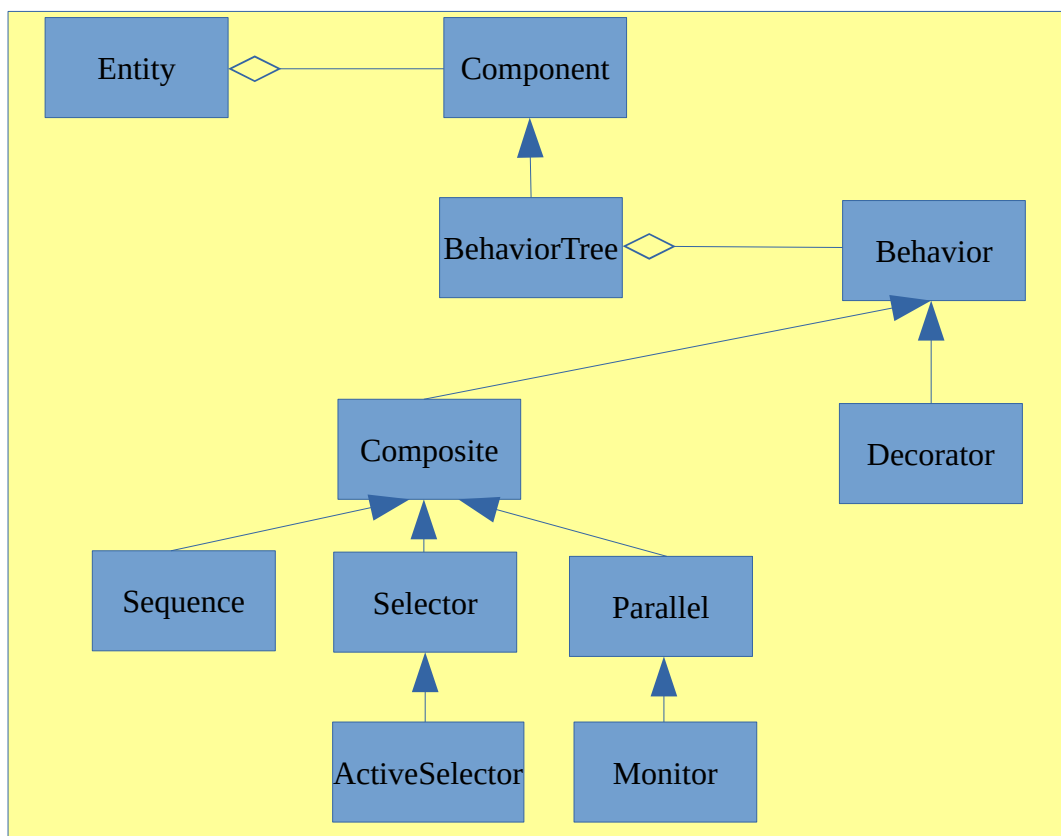 Entity
Component
BehaviorTree
Behavior
Composite
Decorator
Sequence
Selector
Parallel
ActiveSelector
Monitor